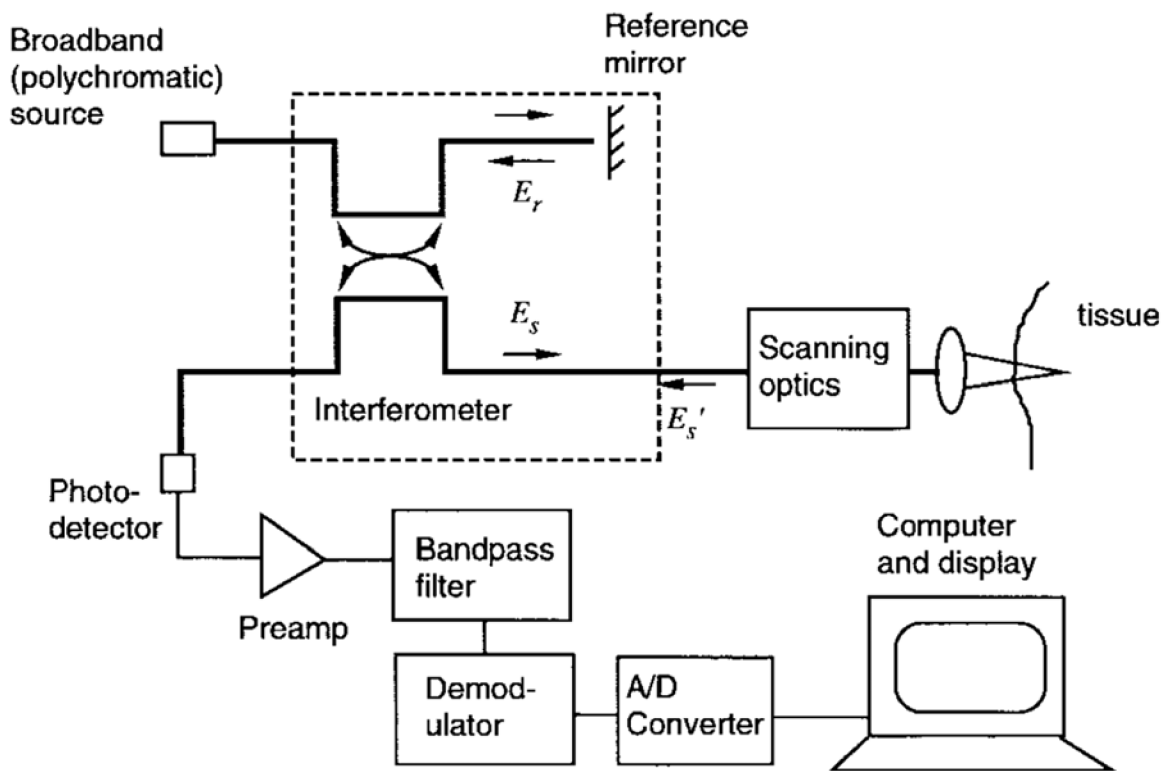 Broadband
(polychromatic)
source
Reference
mirror
E_r
E_s
E_s'
Interferometer
Scanning
optics
tissue
Photo-
detector
Preamp
Bandpass
filter
Demod-
ulator
A/D
Converter
Computer
and display